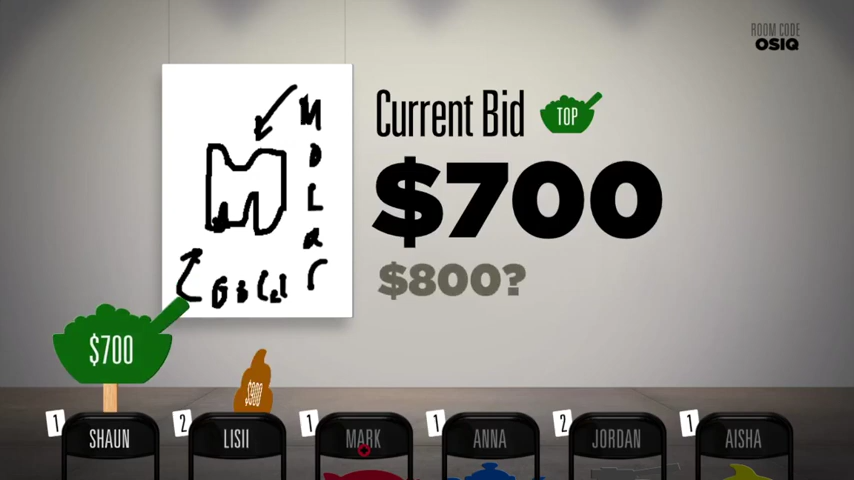 ROOM CODE
OSIQ
Current Bid
TOP
$700
$800?
MOLar
$700
1 SHAUN
2 LISII
1 MARK
1 ANNA
2 JORDAN
1 AISHA